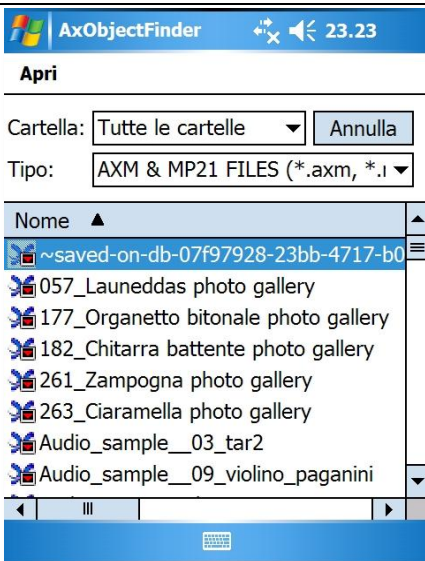 AxObjectFinder 23.23
Apri
Cartella: Tutte le cartelle Annulla
Tipo: AXM & MP21 FILES (*.axm, *.
Nome
~saved-on-db-07f97928-23bb-4717-b0
057_Launeddas photo gallery
177_Organetto bitonale photo gallery
182_Chitarra battente photo gallery
261_Zampogna photo gallery
263_Ciaramella photo gallery
Audio_sample__03_tar2
Audio_sample__09_violino_paganini